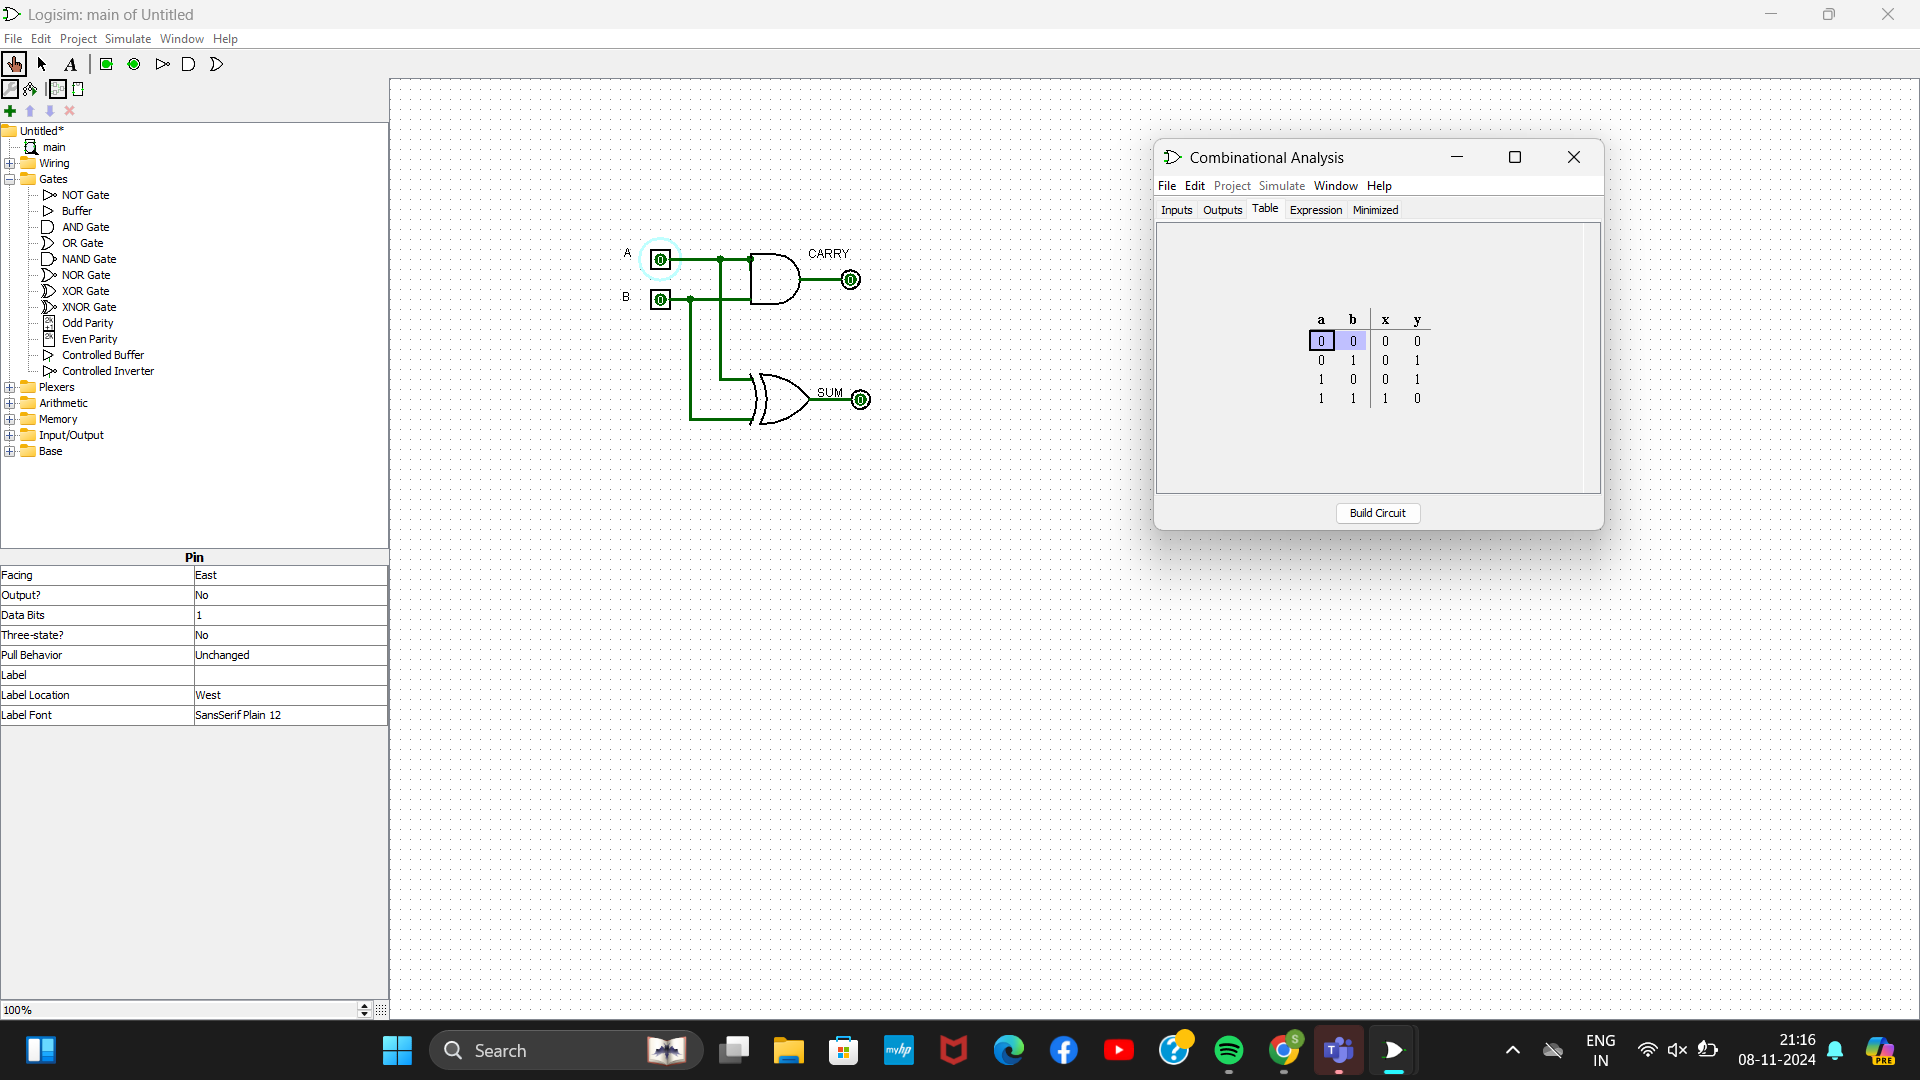 Logisim: main of Untitled
File Edit Project Simulate Window Help
A
Untitled*
main
Wiring
Gates
NOT Gate
Buffer
AND Gate
OR Gate
NAND Gate
NOR Gate
XOR Gate
XNOR Gate
Odd Parity
Even Parity
Controlled Buffer
Controlled Inverter
Plexers
Arithmetic
Memory
Input/Output
Base
Pin
Facing East
Output? No
Data Bits 1
Three-state? No
Pull Behavior Unchanged
Label
Label Location West
Label Font SansSerif Plain 12
100%
A 0 CARRY
0
B 0
SUM 0
Combinational Analysis
File Edit Project Simulate Window Help
Inputs Outputs Table Expression Minimized
a b x y
0 0 0 0
0 1 0 1
1 0 0 1
1 1 1 0
Build Circuit
Search
myhp
S
ENG
IN
21:16
08-11-2024
PRE